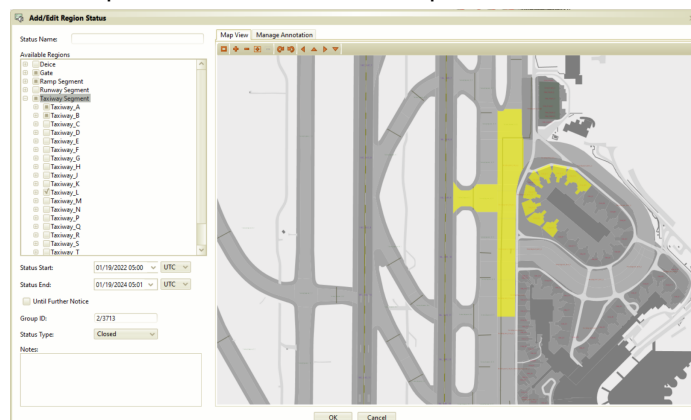 Add/Edit Region Status
Status Name:
Map View Manage Annotation
Available Regions
Deice
Gate
Ramp Segment
Runway Segment
Taxiway Segment
Taxiway_A
Taxiway_B
Taxiway_C
Taxiway_D
Taxiway_E
Taxiway_F
Taxiway_G
Taxiway_H
Taxiway_J
Taxiway_K
Taxiway_L
Taxiway_M
Taxiway_N
Taxiway_P
Taxiway_Q
Taxiway_R
Taxiway_S
Taxiway_T
Status Start: 01/19/2022 05:00 UTC
Status End: 01/19/2024 05:01 UTC
Until Further Notice
Group ID: 2/3713
Status Type: Closed
Notes:
OK Cancel